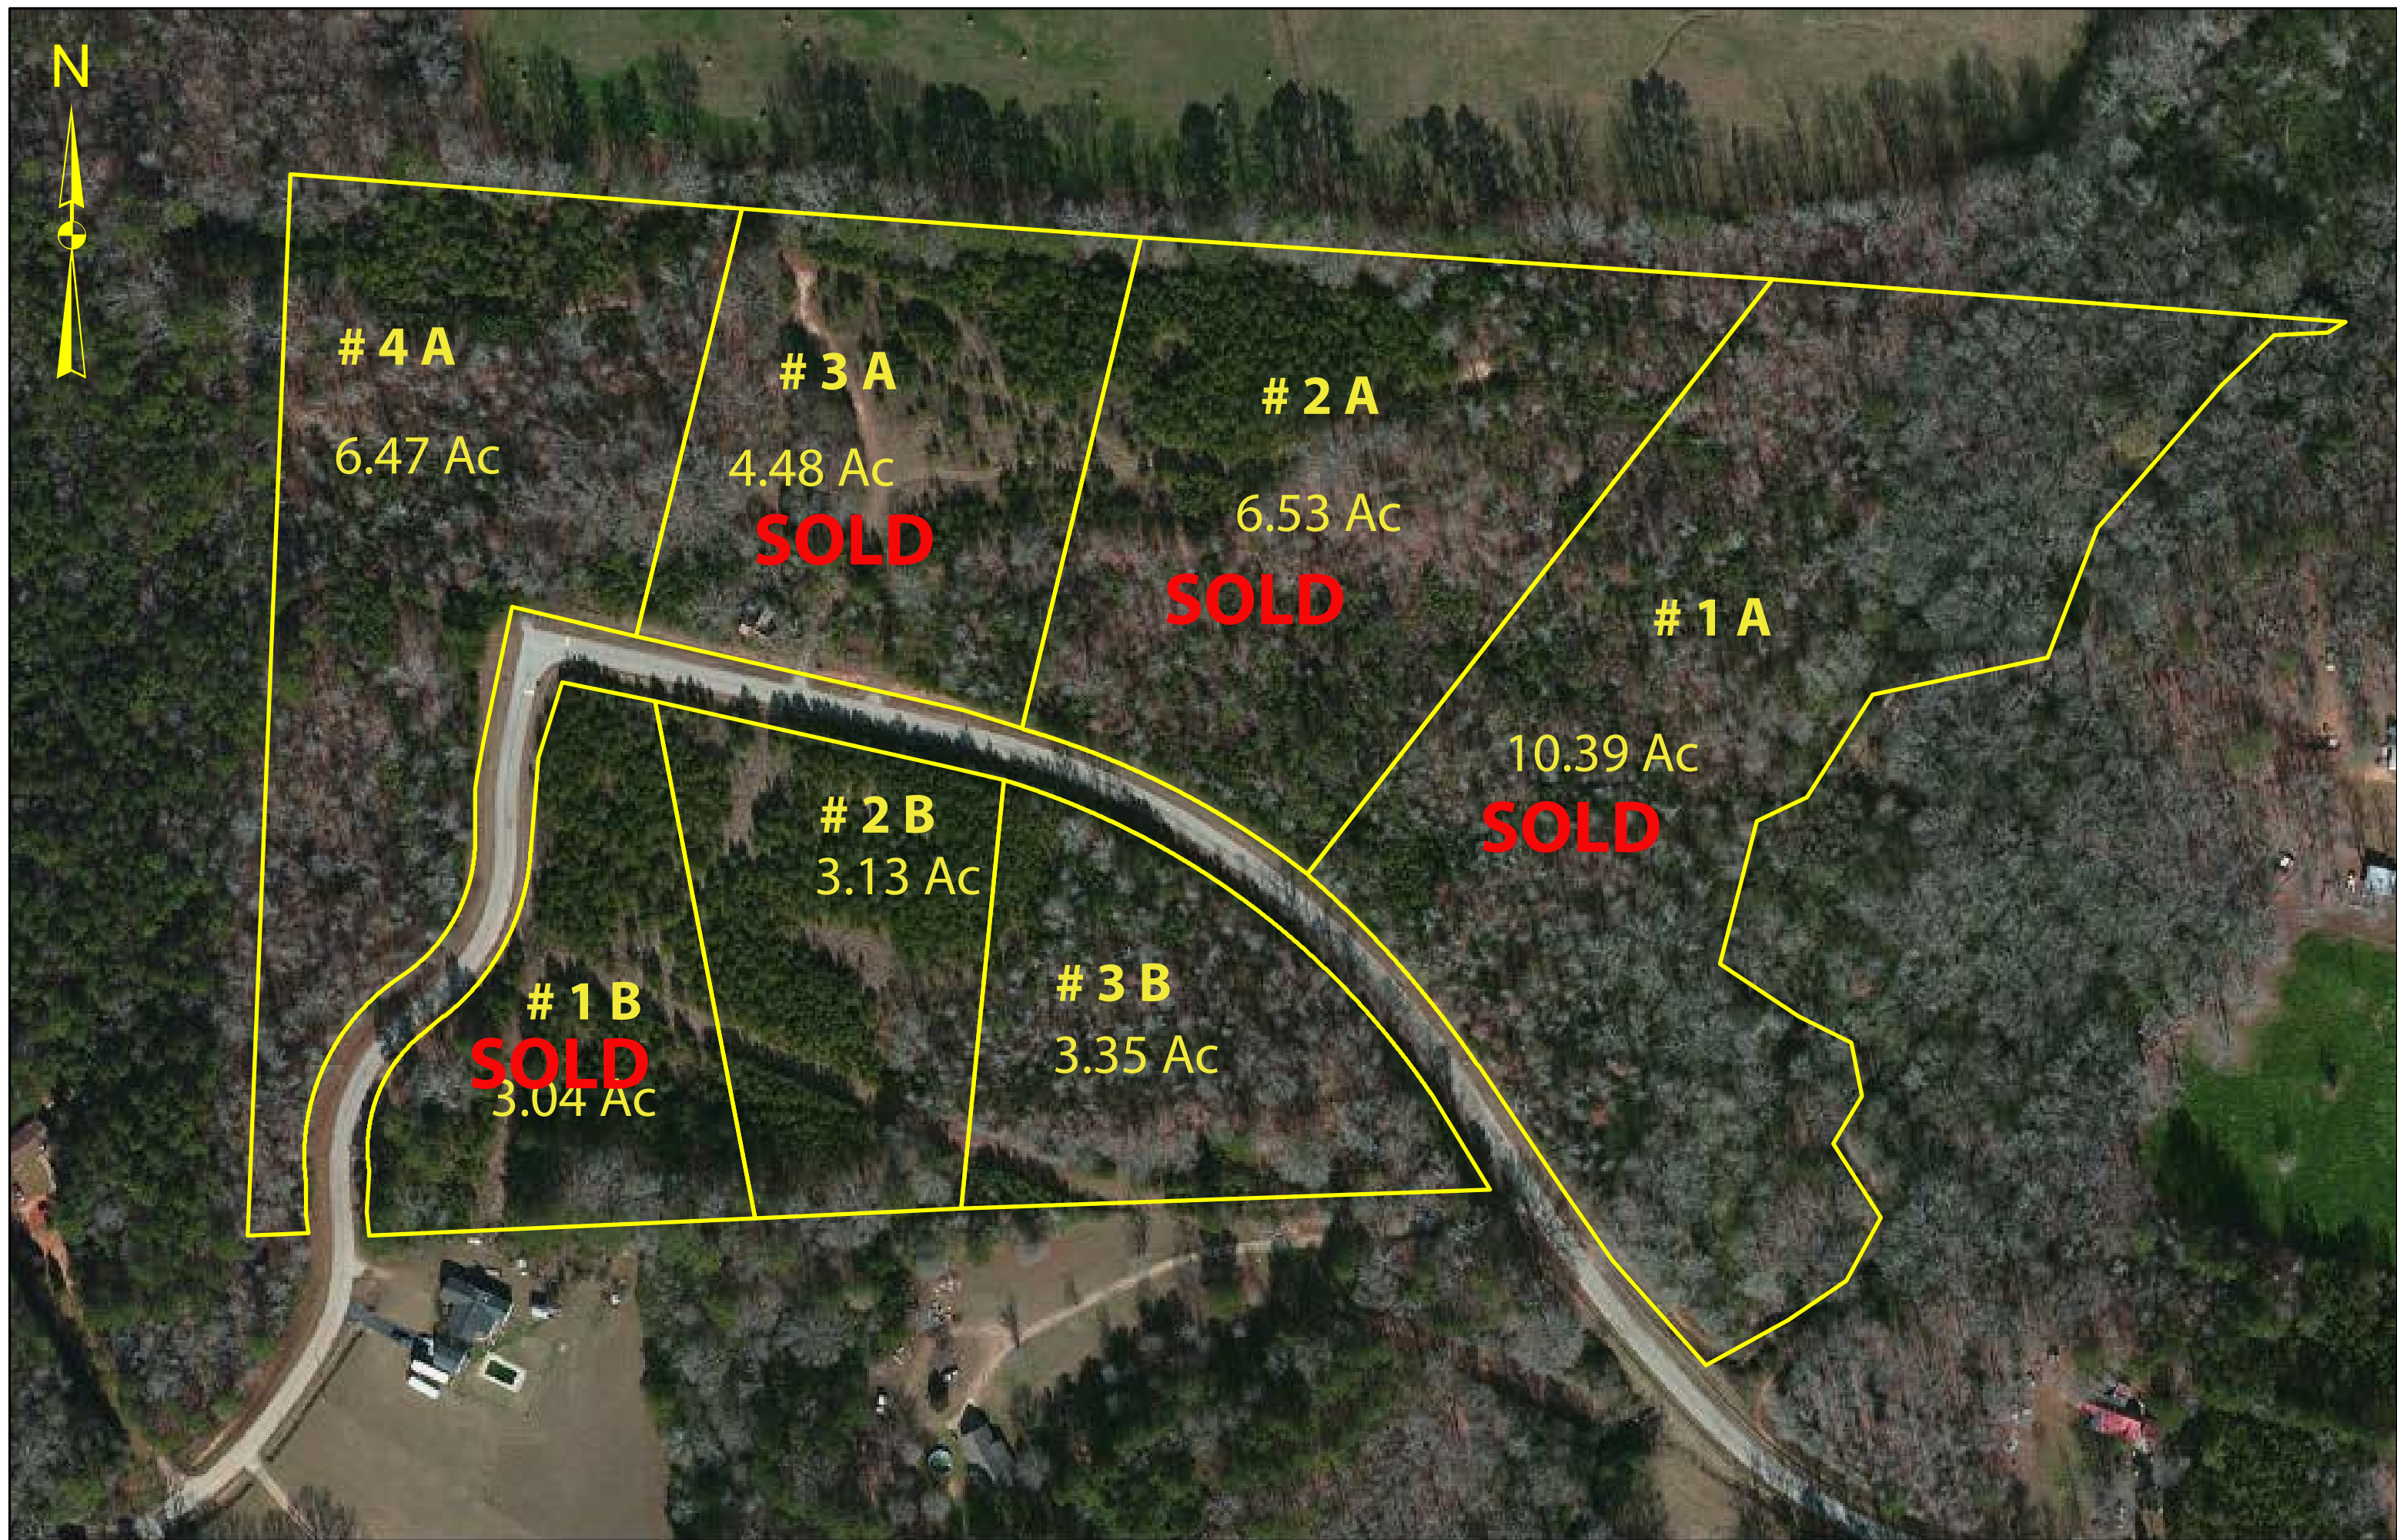 N
# 4 A
6.47 Ac
# 3 A
4.48 Ac
SOLD
# 2 A
6.53 Ac
SOLD
# 1 A
10.39 Ac
SOLD
# 2 B
3.13 Ac
# 3 B
3.35 Ac
# 1 B
SOLD
3.04 Ac